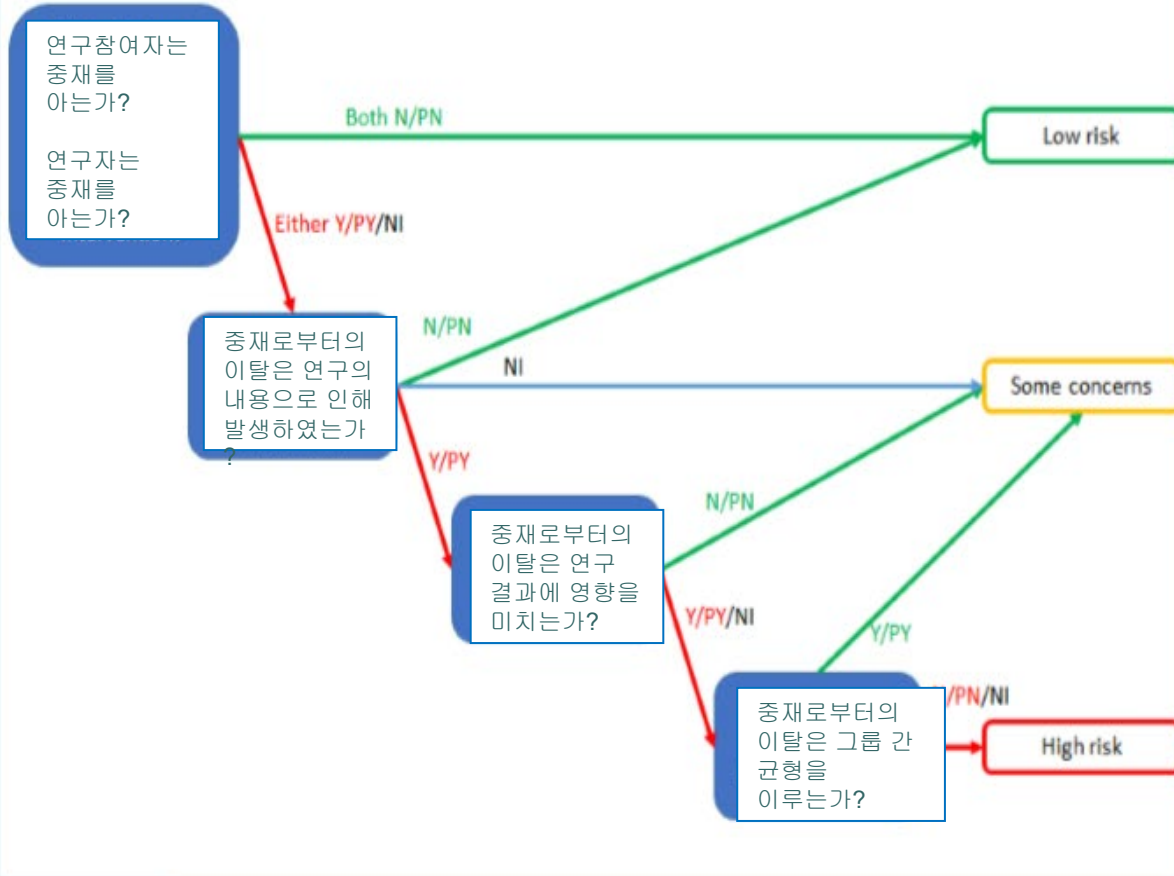 연구참여자는
중재를
아는가?
연구자는
중재를
아는가?
Both N/PN
Low risk
Either Y/PY/NI
중재로부터의
이탈은 연구의
내용으로 인해
발생하였는가
?
N/PN
NI
Some concerns
Y/PY
중재로부터의
이탈은 연구
결과에 영향을
미치는가?
N/PN
Y/PY/NI
Y/PY
중재로부터의
이탈은 그룹 간
균형을
이루는가?
/PN/NI
High risk